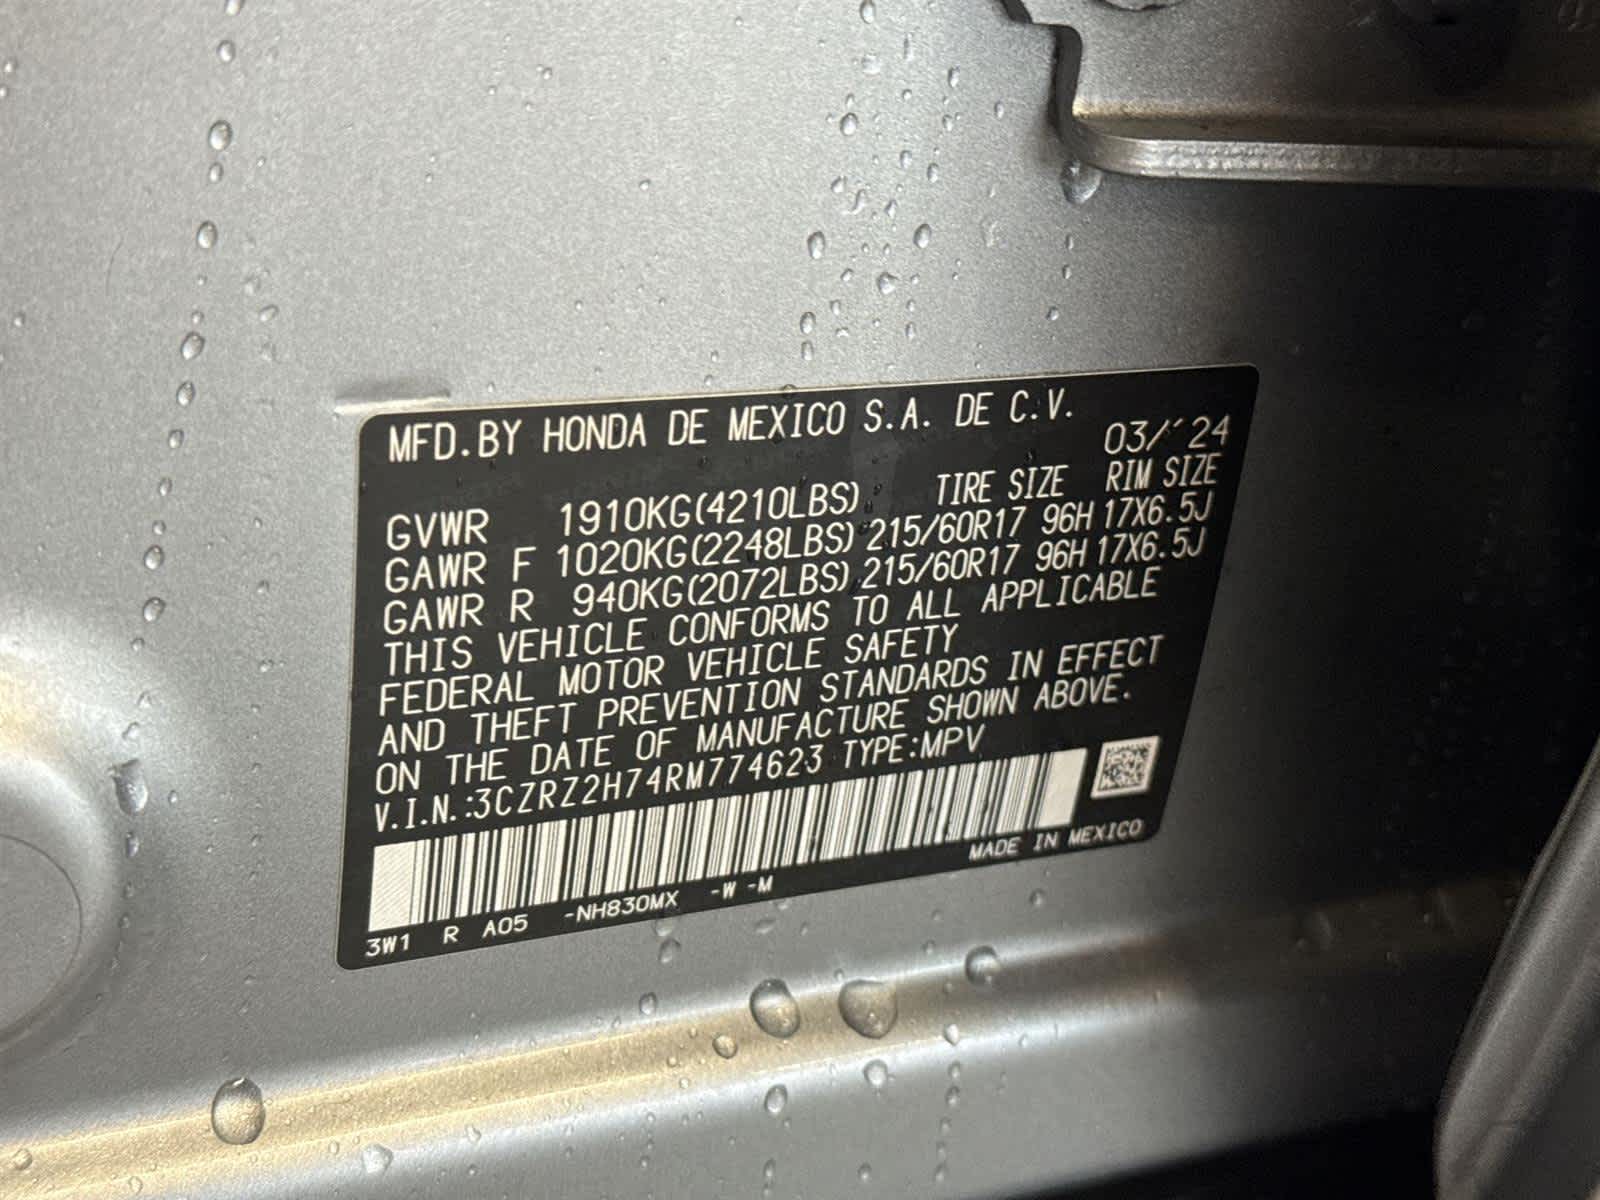 MFD.BY HONDA DE MEXICO S.A. DE C.V.
03/´24
GVWR 1910KG(4210LBS) TIRE SIZE RIM SIZE
GAWR F 1020KG(2248LBS) 215/60R17 96H 17X6.5J
GAWR R 940KG(2072LBS) 215/60R17 96H 17X6.5J
THIS VEHICLE CONFORMS TO ALL APPLICABLE
FEDERAL MOTOR VEHICLE SAFETY
AND THEFT PREVENTION STANDARDS IN EFFECT
ON THE DATE OF MANUFACTURE SHOWN ABOVE.
V.I.N.:3CZRZ2H74RM774623 TYPE:MPV
MADE IN MEXICO
3W1 R A05 -NH830MX -W -M